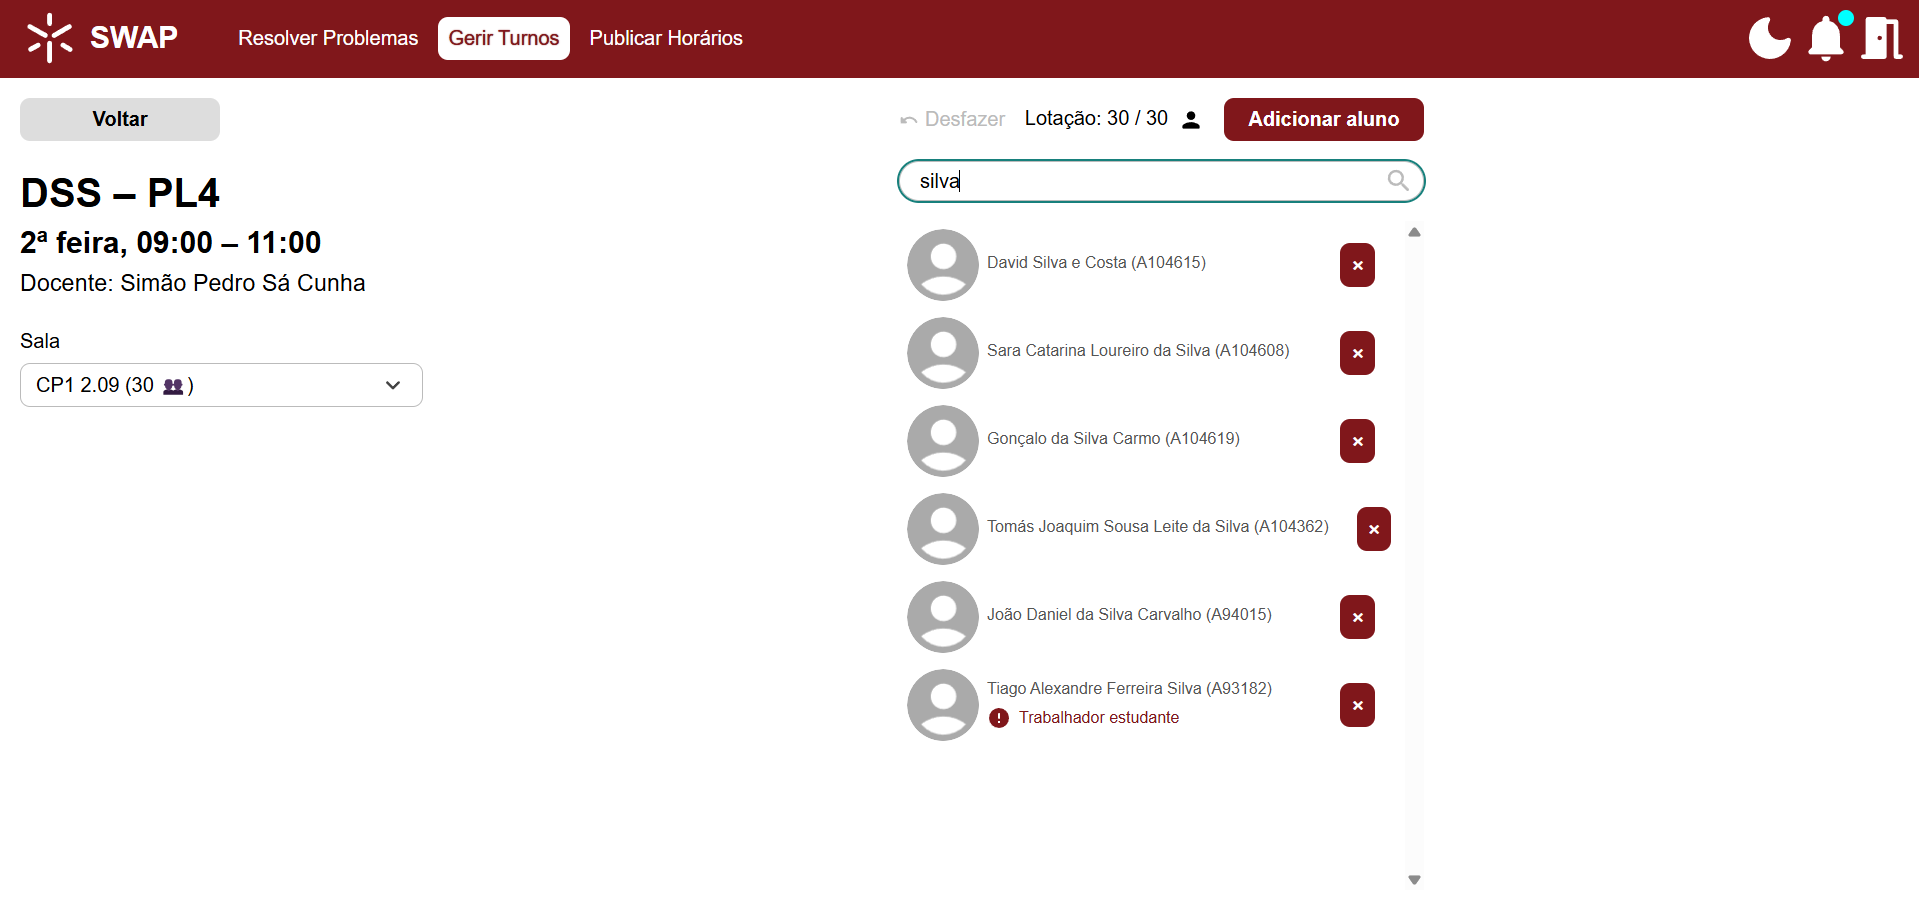 SWAP
Resolver Problemas
Gerir Turnos
Publicar Horários
Voltar
DSS – PL4
2ª feira, 09:00 – 11:00
Docente: Simão Pedro Sá Cunha
Sala
CP1 2.09 (30 👥)
Desfazer
Lotação: 30 / 30
Adicionar aluno
silva
David Silva e Costa (A104615)
Sara Catarina Loureiro da Silva (A104608)
Gonçalo da Silva Carmo (A104619)
Tomás Joaquim Sousa Leite da Silva (A104362)
João Daniel da Silva Carvalho (A94015)
Tiago Alexandre Ferreira Silva (A93182)
Trabalhador estudante